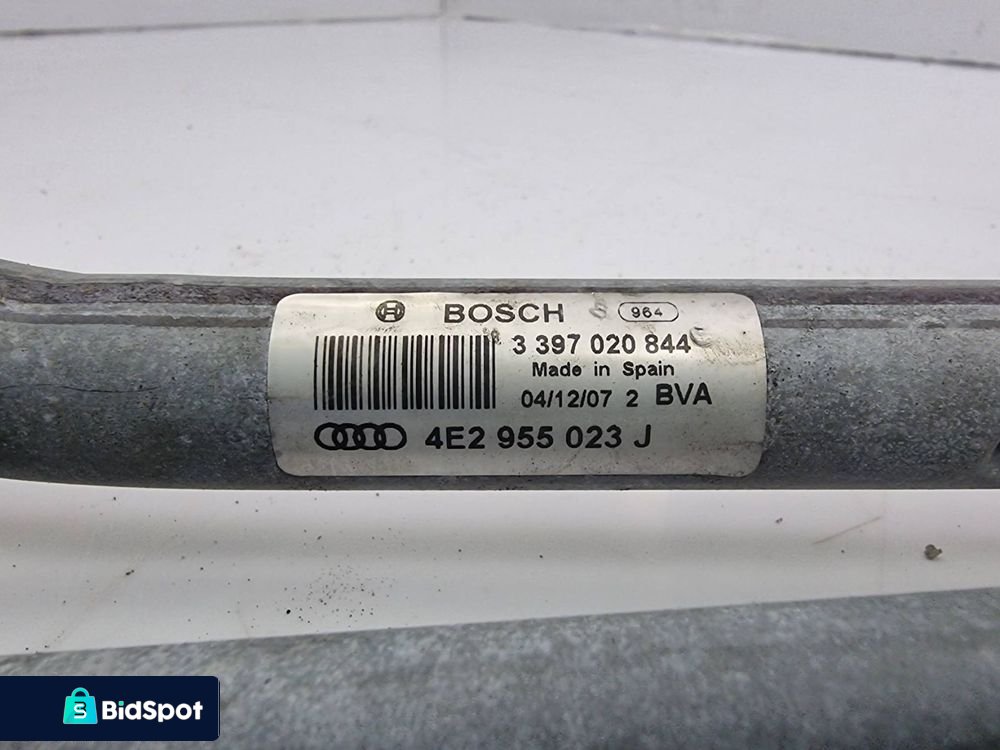 BOSCH 964
3 397 020 844
Made in Spain
04/12/07 2 BVA
4E2 955 023 J
S BidSpot